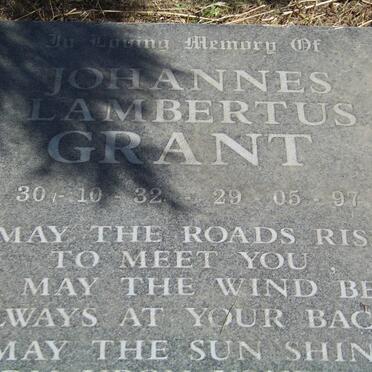 In Loving Memory Of
JOHANNES
LAMBERTUS
GRANT
30-10-32 - 29-05-97
MAY THE ROADS RIS
TO MEET YOU,
MAY THE WIND BE
LWAYS AT YOUR BAC
MAY THE SUN SHIN